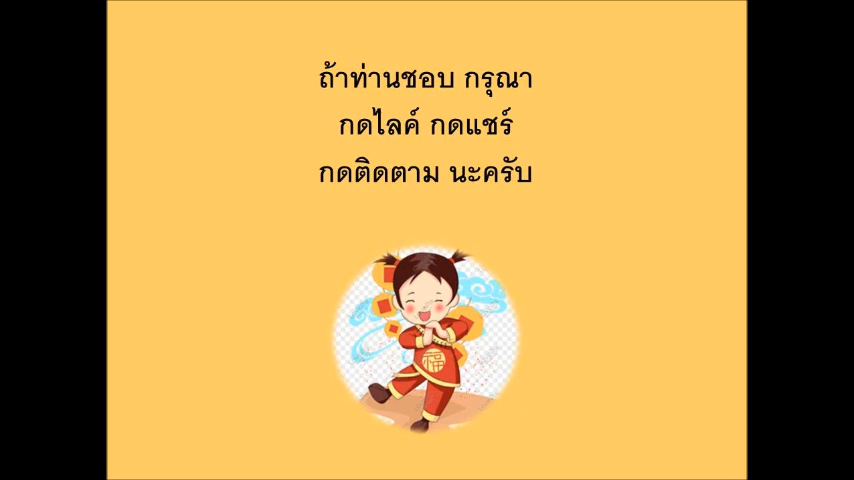 ถ้าท่านชอบ กรุณา
กดไลค์ กดแชร์
กดติดตาม นะครับ
福